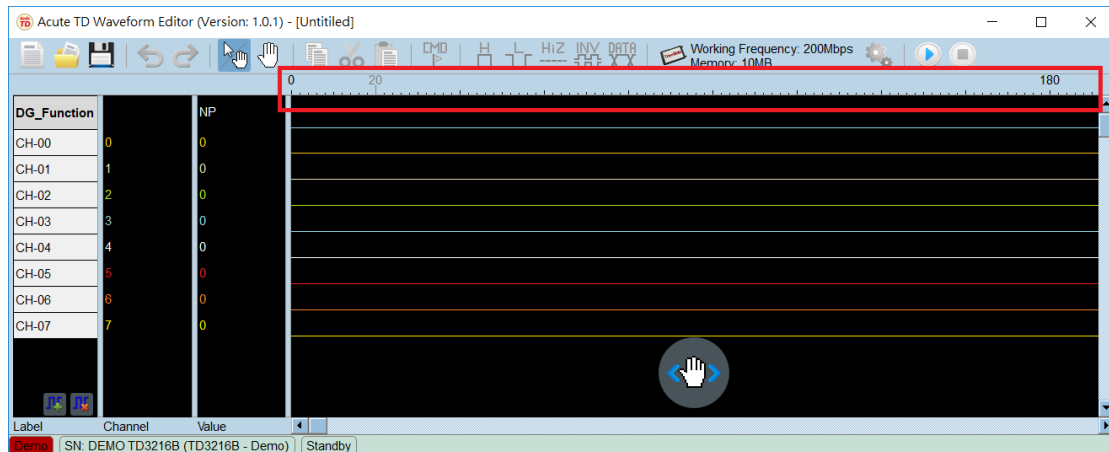 Acute TD Waveform Editor (Version: 1.0.1) - [Untitiled]
CMD H HiZ INV DATA Working Frequency: 200Mbps
Memory: 10MB
0 20 180
DG_Function NP
CH-00 0 0
CH-01 1 0
CH-02 2 0
CH-03 3 0
CH-04 4 0
CH-05 5 0
CH-06 6 0
CH-07 7 0
Label Channel Value
Demo SN: DEMO TD3216B (TD3216B - Demo) Standby